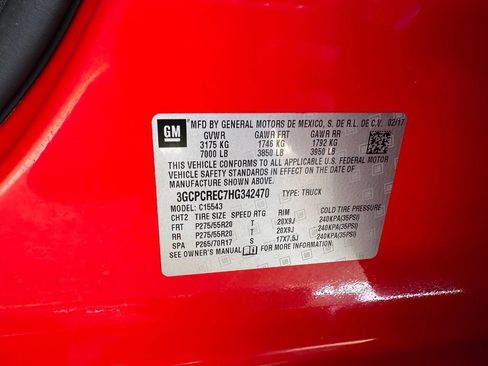 GM
MFD BY GENERAL MOTORS DE MEXICO, S. DE R.L. DE C.V. 02/17
GVWR GAWR FRT GAWR RR
3175 KG 1746 KG 1792 KG
7000 LB 3850 LB 3950 LB
THIS VEHICLE CONFORMS TO ALL APPLICABLE U.S. FEDERAL MOTOR
VEHICLE SAFETY STANDARDS IN EFFECT ON THE DATE OF
MANUFACTURE SHOWN ABOVE.
3GCPCREC7HG342470 TYPE: TRUCK
MODEL: C15543
CHT2 TIRE SIZE SPEED RTG RIM COLD TIRE PRESSURE
FRT P275/55R20 T 20X9J 240KPA(35PSI)
RR P275/55R20 T 20X9J 240KPA(35PSI)
SPA P265/70R17 S 17X7.5J 240KPA(35PSI)
SEE OWNER'S MANUAL